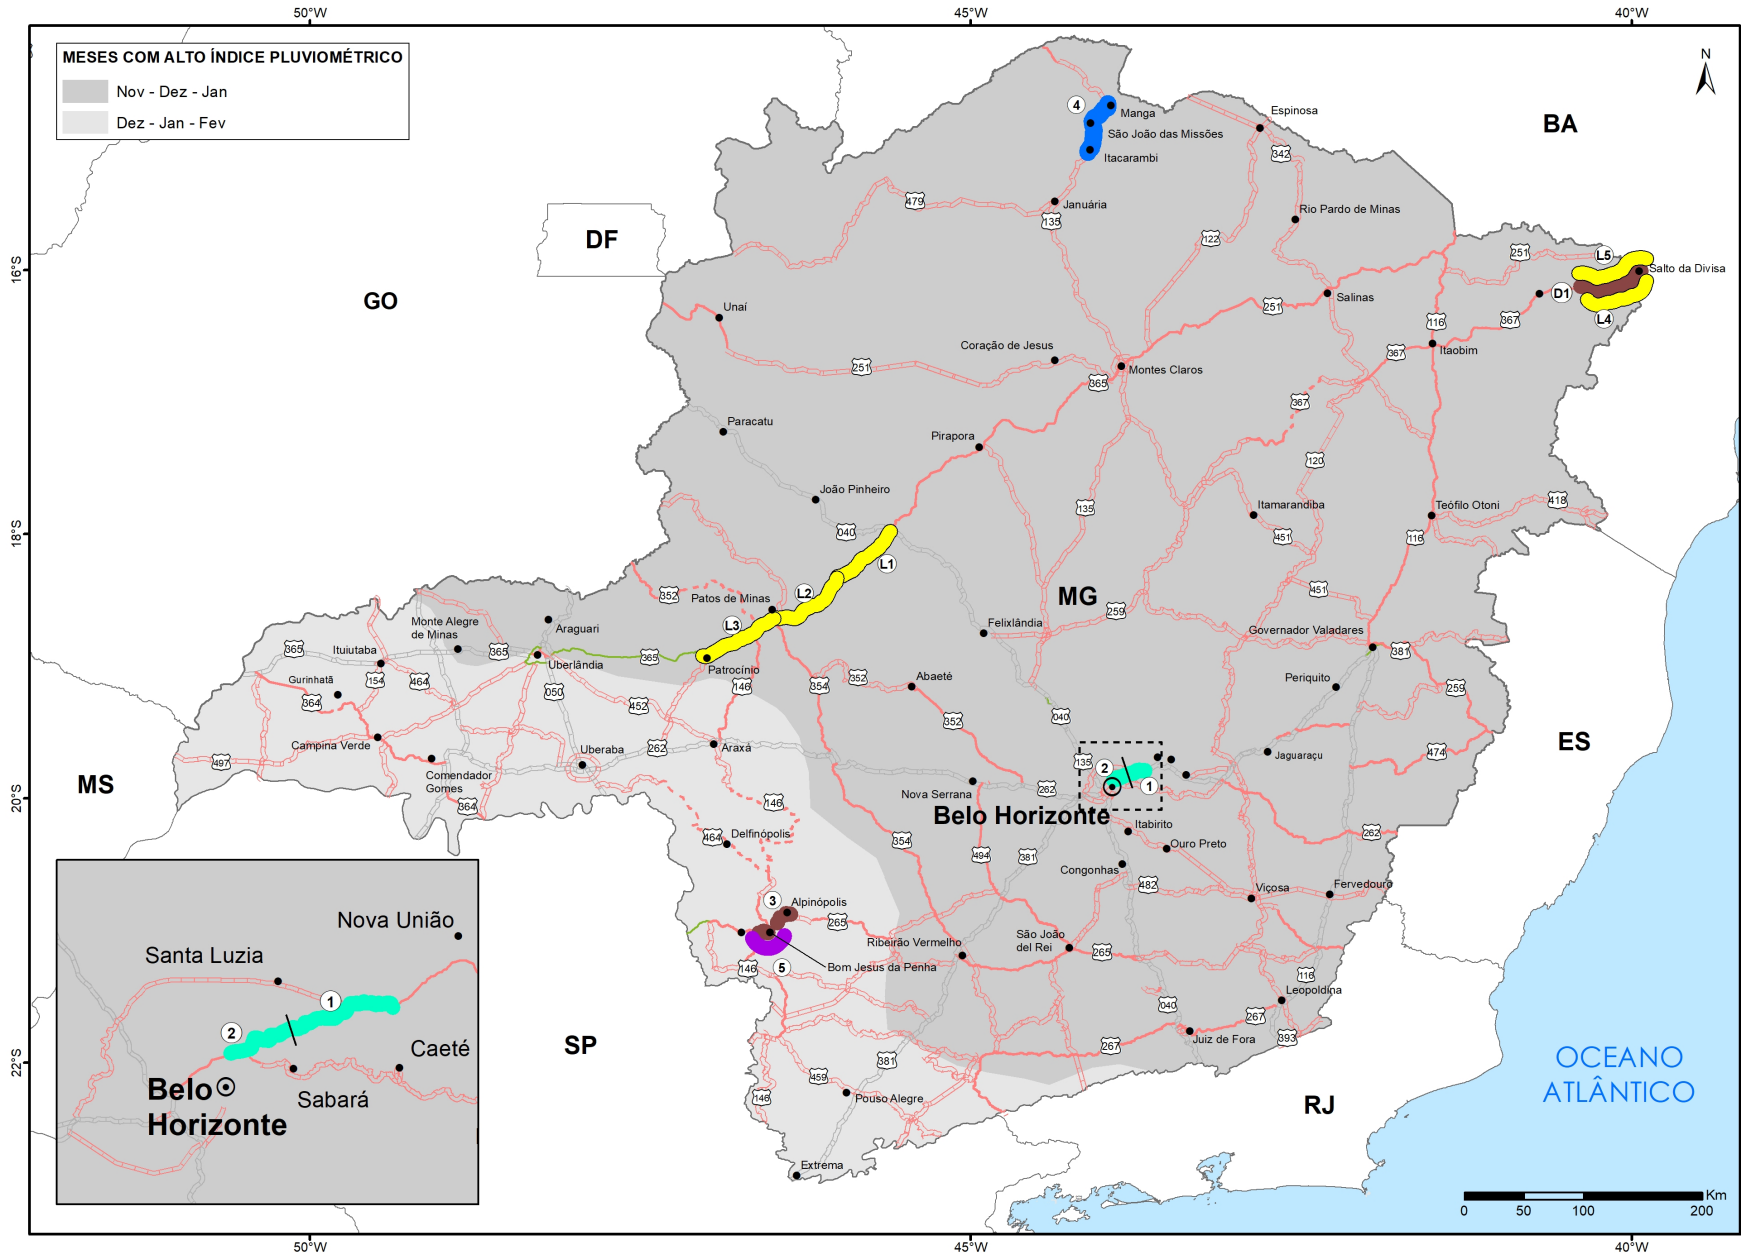 50°W
45°W
40°W
MESES COM ALTO ÍNDICE PLUVIOMÉTRICO
Nov - Dez - Jan
Dez - Jan - Fev
N
4
Manga
São João das Missões
Itacarambi
Espinosa
342
BA
479
Januária
135
Rio Pardo de Minas
122
DF
251
L5
Salto da Divisa
D1
L4
16°S
GO
Unaí
Salinas
251
116
367
Itaobim
367
Coração de Jesus
251
Montes Claros
365
367
Paracatu
Pirapora
120
João Pinheiro
135
Itamarandiba
Teófilo Otoni
418
18°S
040
451
116
L1
L2
352
Patos de Minas
MG
451
259
L3
Monte Alegre
de Minas
Araguari
Felixlândia
Governador Valadares
365
Ituiutaba
365
Uberlândia
365
Patrocínio
381
Gurinhatã
154
464
050
146
354
352
Abaeté
Periquito
259
364
452
352
040
Campina Verde
262
Araxá
Uberaba
Jaguaraçu
474
ES
497
135
2
1
MS
Comendador
Gomes
364
Nova Serrana
262
20°S
146
Belo Horizonte
Itabirito
464
Delfinópolis
354
494
381
Ouro Preto
262
Congonhas
482
Viçosa
Fervedouro
3
Alpinópolis
265
Ribeirão Vermelho
São João
del Rei
265
146
5
Bom Jesus da Penha
116
Leopoldina
040
267
Juiz de Fora
393
SP
267
381
22°S
459
146
Pouso Alegre
RJ
OCEANO
ATLÂNTICO
Extrema
Nova União
Santa Luzia
1
2
Caeté
Belo
Horizonte
Sabará
Km
0
50
100
200
50°W
45°W
40°W